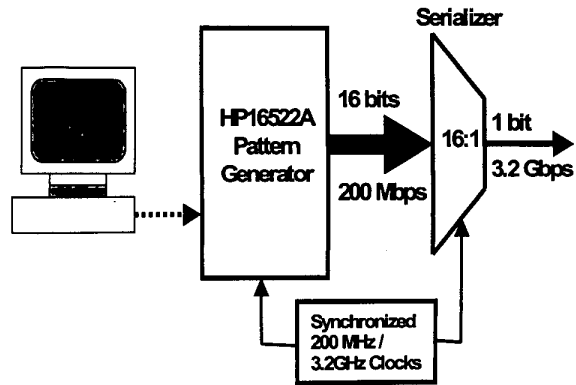 Serializer
HP16522A
Pattern
Generator
16 bits
200 Mbps
16:1
1 bit
3.2 Gbps
Synchronized
200 MHz /
3.2GHz Clocks